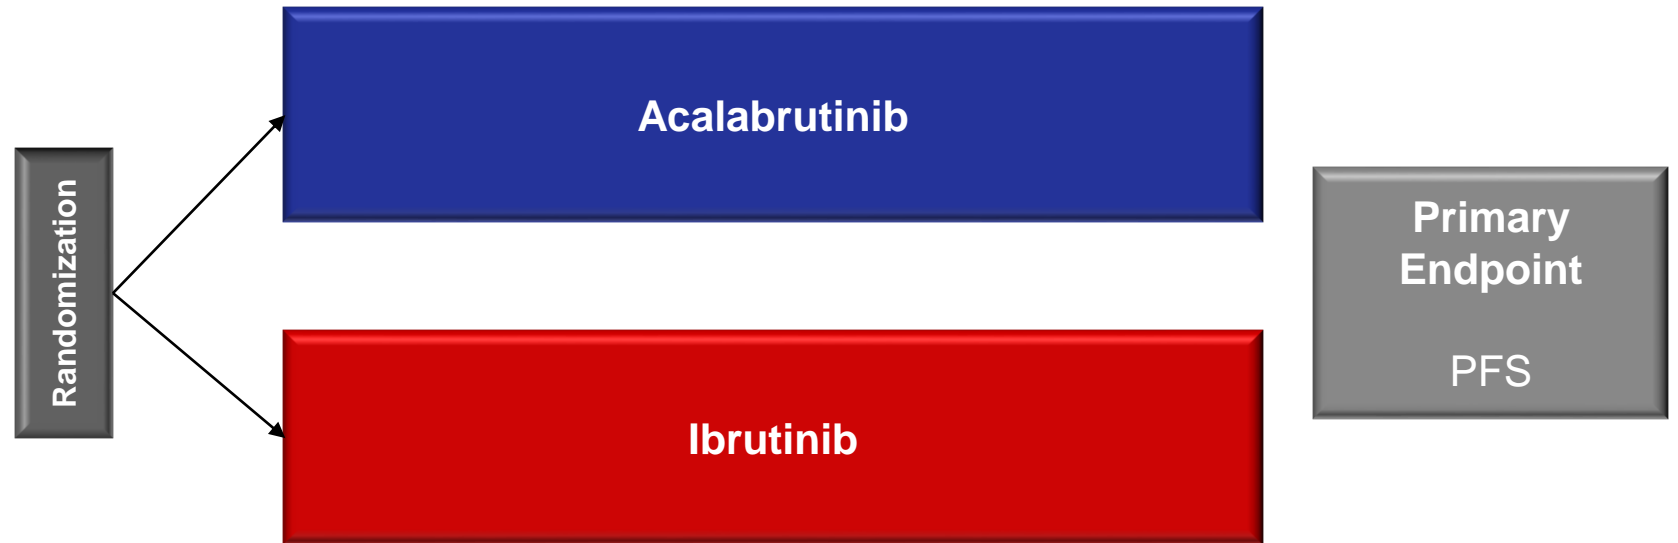 Randomization
Acalabrutinib
Ibrutinib
Primary
Endpoint
PFS